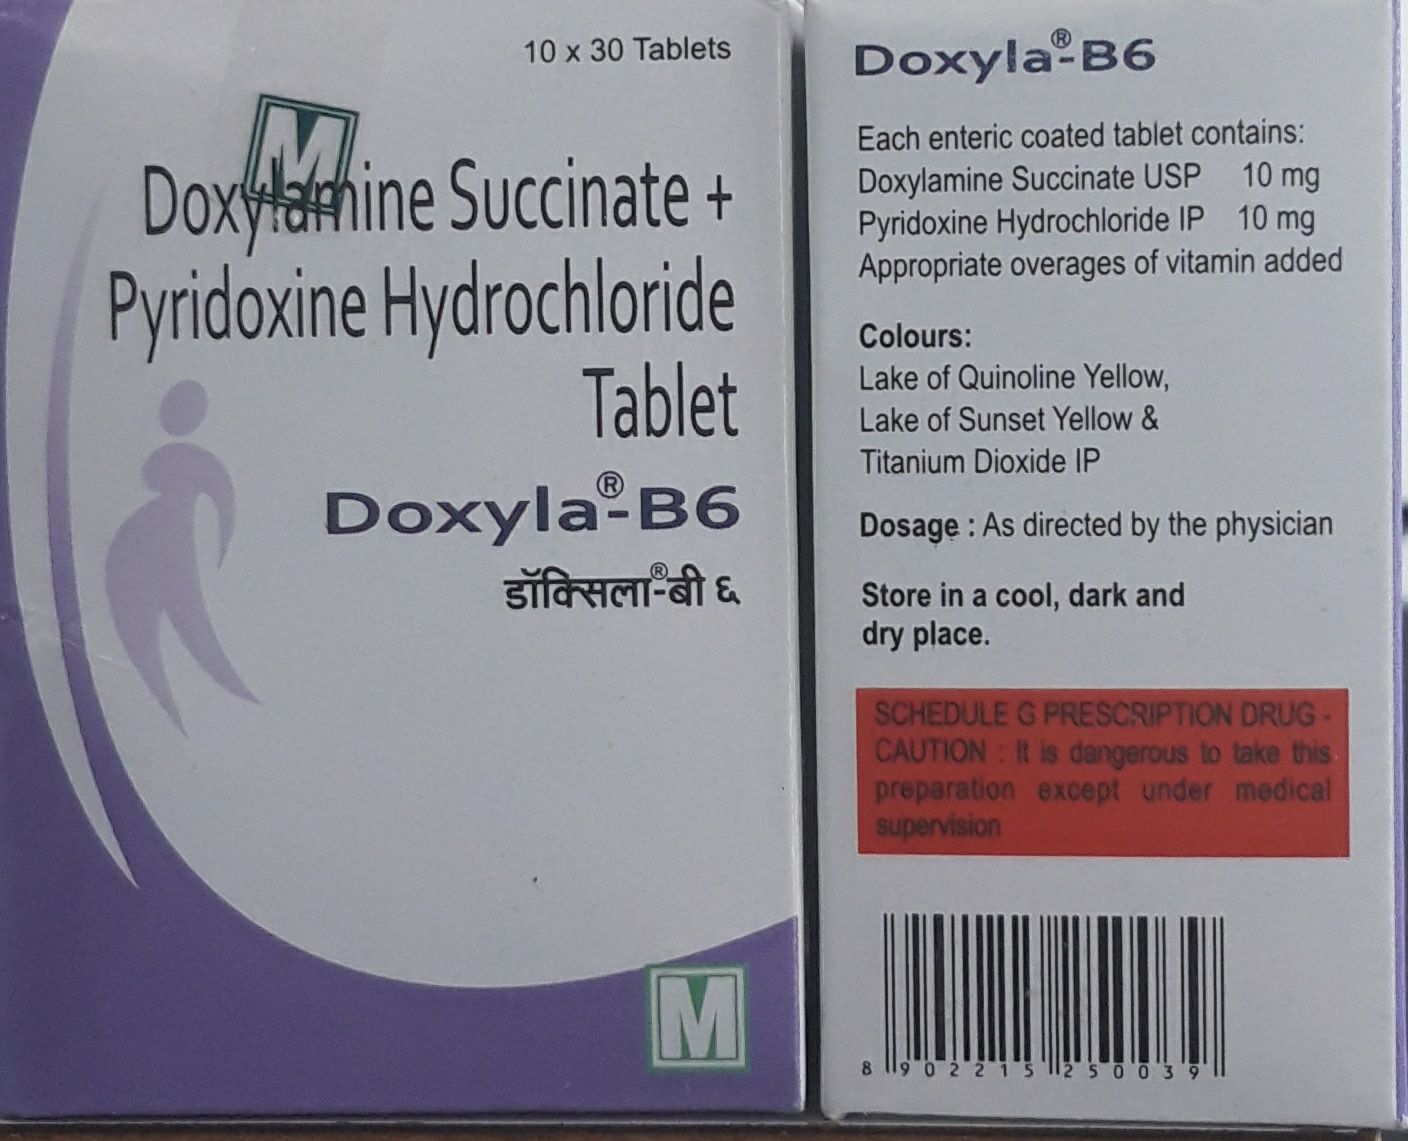 10 x 30 Tablets
M
Doxylamine Succinate +
Pyridoxine Hydrochloride
Tablet
Doxyla®-B6
डॉक्सिला®-बी ६
M
Doxyla®-B6
Each enteric coated tablet contains:
Doxylamine Succinate USP 10 mg
Pyridoxine Hydrochloride IP 10 mg
Appropriate overages of vitamin added
Colours:
Lake of Quinoline Yellow,
Lake of Sunset Yellow &
Titanium Dioxide IP
Dosage : As directed by the physician
Store in a cool, dark and
dry place.
SCHEDULE G PRESCRIPTION DRUG -
CAUTION : It is dangerous to take this
preparation except under medical
supervision
8 902215 250039